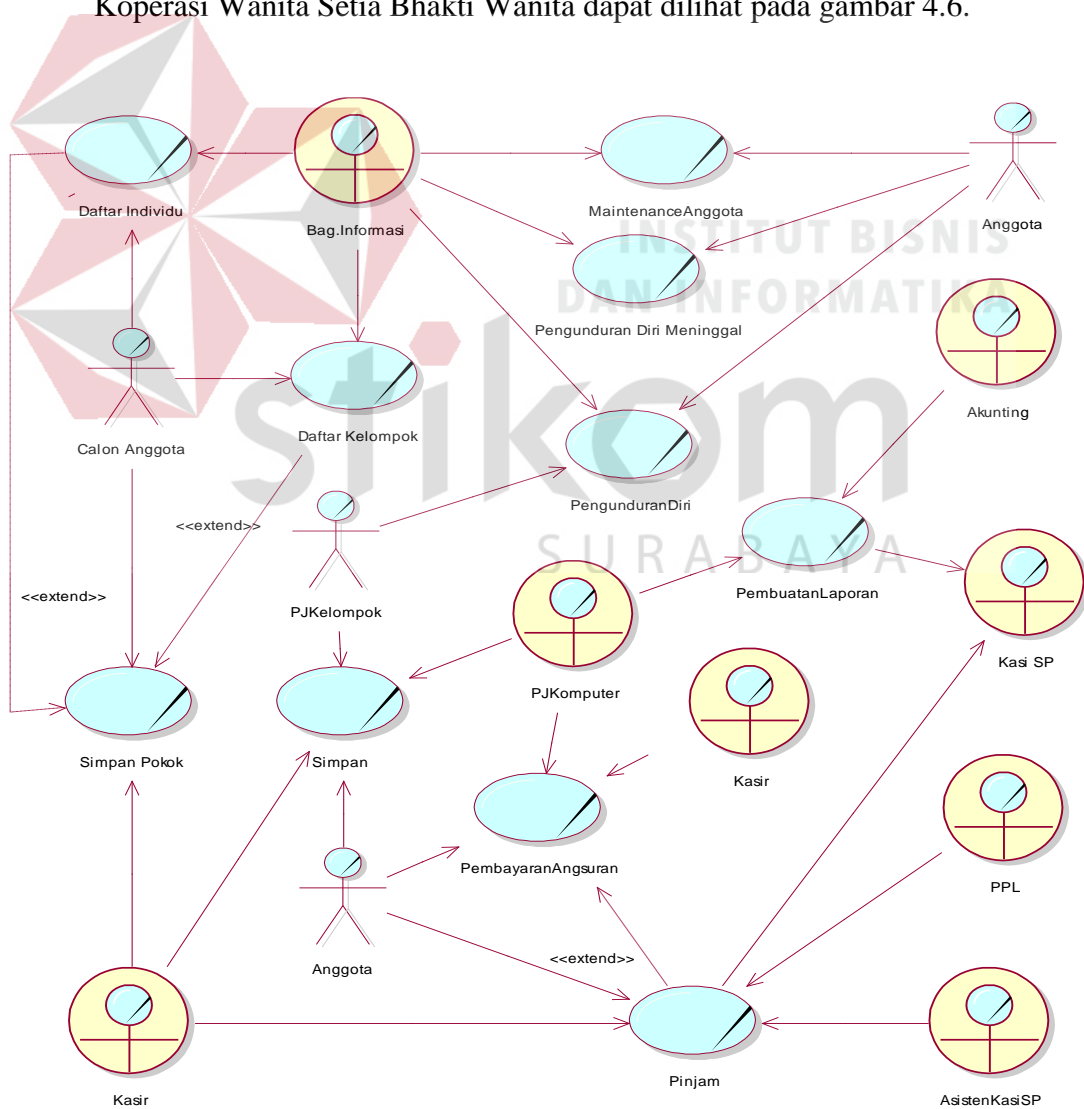 Koperasi Wanita Setia Bhakti Wanita dapat dilihat pada gambar 4.6.
Daftar Individu
Bag.Informasi
MaintenanceAnggota
Anggota
INSTITUT BISNIS
DAN INFORMATIKA
Pengunduran Diri Meninggal
Akunting
stikom
SURABAYA
Calon Anggota
Daftar Kelompok
PengunduranDiri
<<extend>>
<<extend>>
PJKelompok
PembuatanLaporan
Kasi SP
PJKomputer
Simpan Pokok
Simpan
Kasir
PembayaranAngsuran
PPL
Anggota
<<extend>>
Pinjam
Kasir
AsistenKasiSP